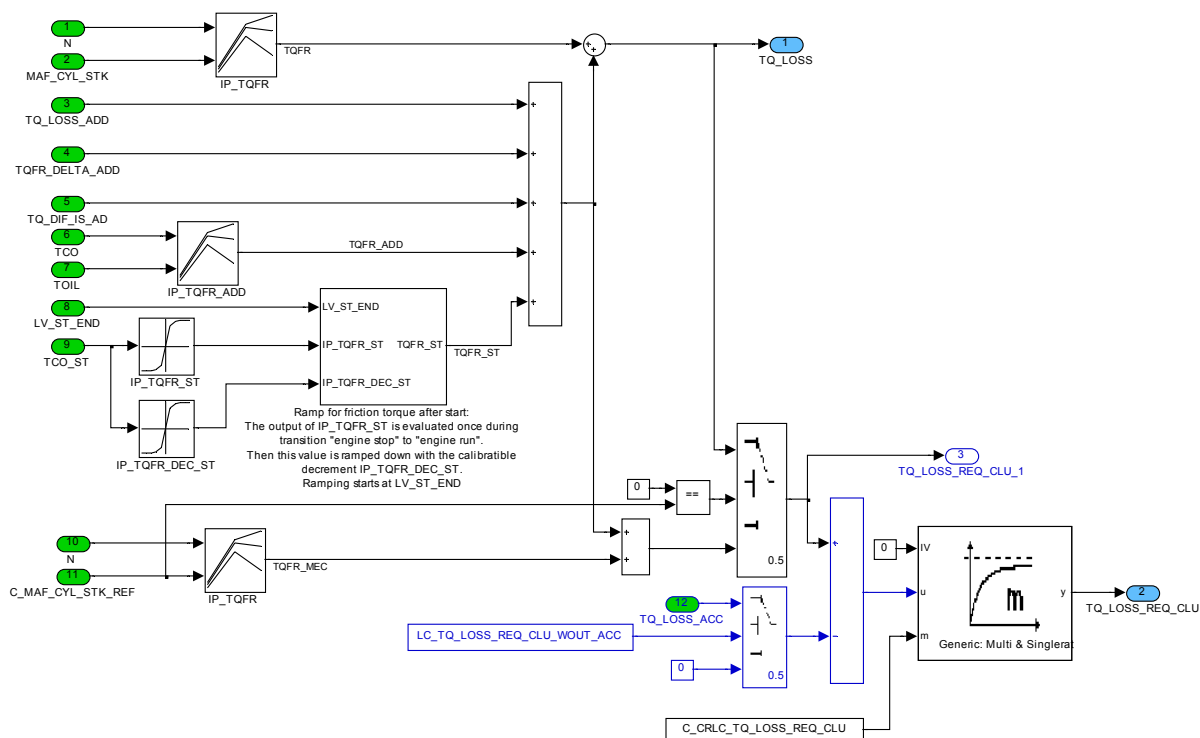 1
N
2
MAF_CYL_STK
IP_TQFR
TQFR
+
+
1
TQ_LOSS
3
TQ_LOSS_ADD
+
4
TQFR_DELTA_ADD
+
5
TQ_DIF_IS_AD
+
6
TCO
7
TOIL
IP_TQFR_ADD
TQFR_ADD
+
8
LV_ST_END
9
TCO_ST
IP_TQFR_ST
IP_TQFR_DEC_ST
LV_ST_END
IP_TQFR_ST
TQFR_ST
IP_TQFR_DEC_ST
TQFR_ST
+
Ramp for friction torque after start:
The output of IP_TQFR_ST is evaluated once during
transition "engine stop" to "engine run".
Then this value is ramped down with the calibratible
decrement IP_TQFR_DEC_ST.
Ramping starts at LV_ST_END
0
==
0.5
3
TQ_LOSS_REQ_CLU_1
10
N
11
C_MAF_CYL_STK_REF
IP_TQFR
TQFR_MEC
+
+
12
TQ_LOSS_ACC
LC_TQ_LOSS_REQ_CLU_WOUT_ACC
0
0.5
+
-
0
IV
u
m
y
Generic: Multi & Singlerat
2
TQ_LOSS_REQ_CLU
C_CRLC_TQ_LOSS_REQ_CLU